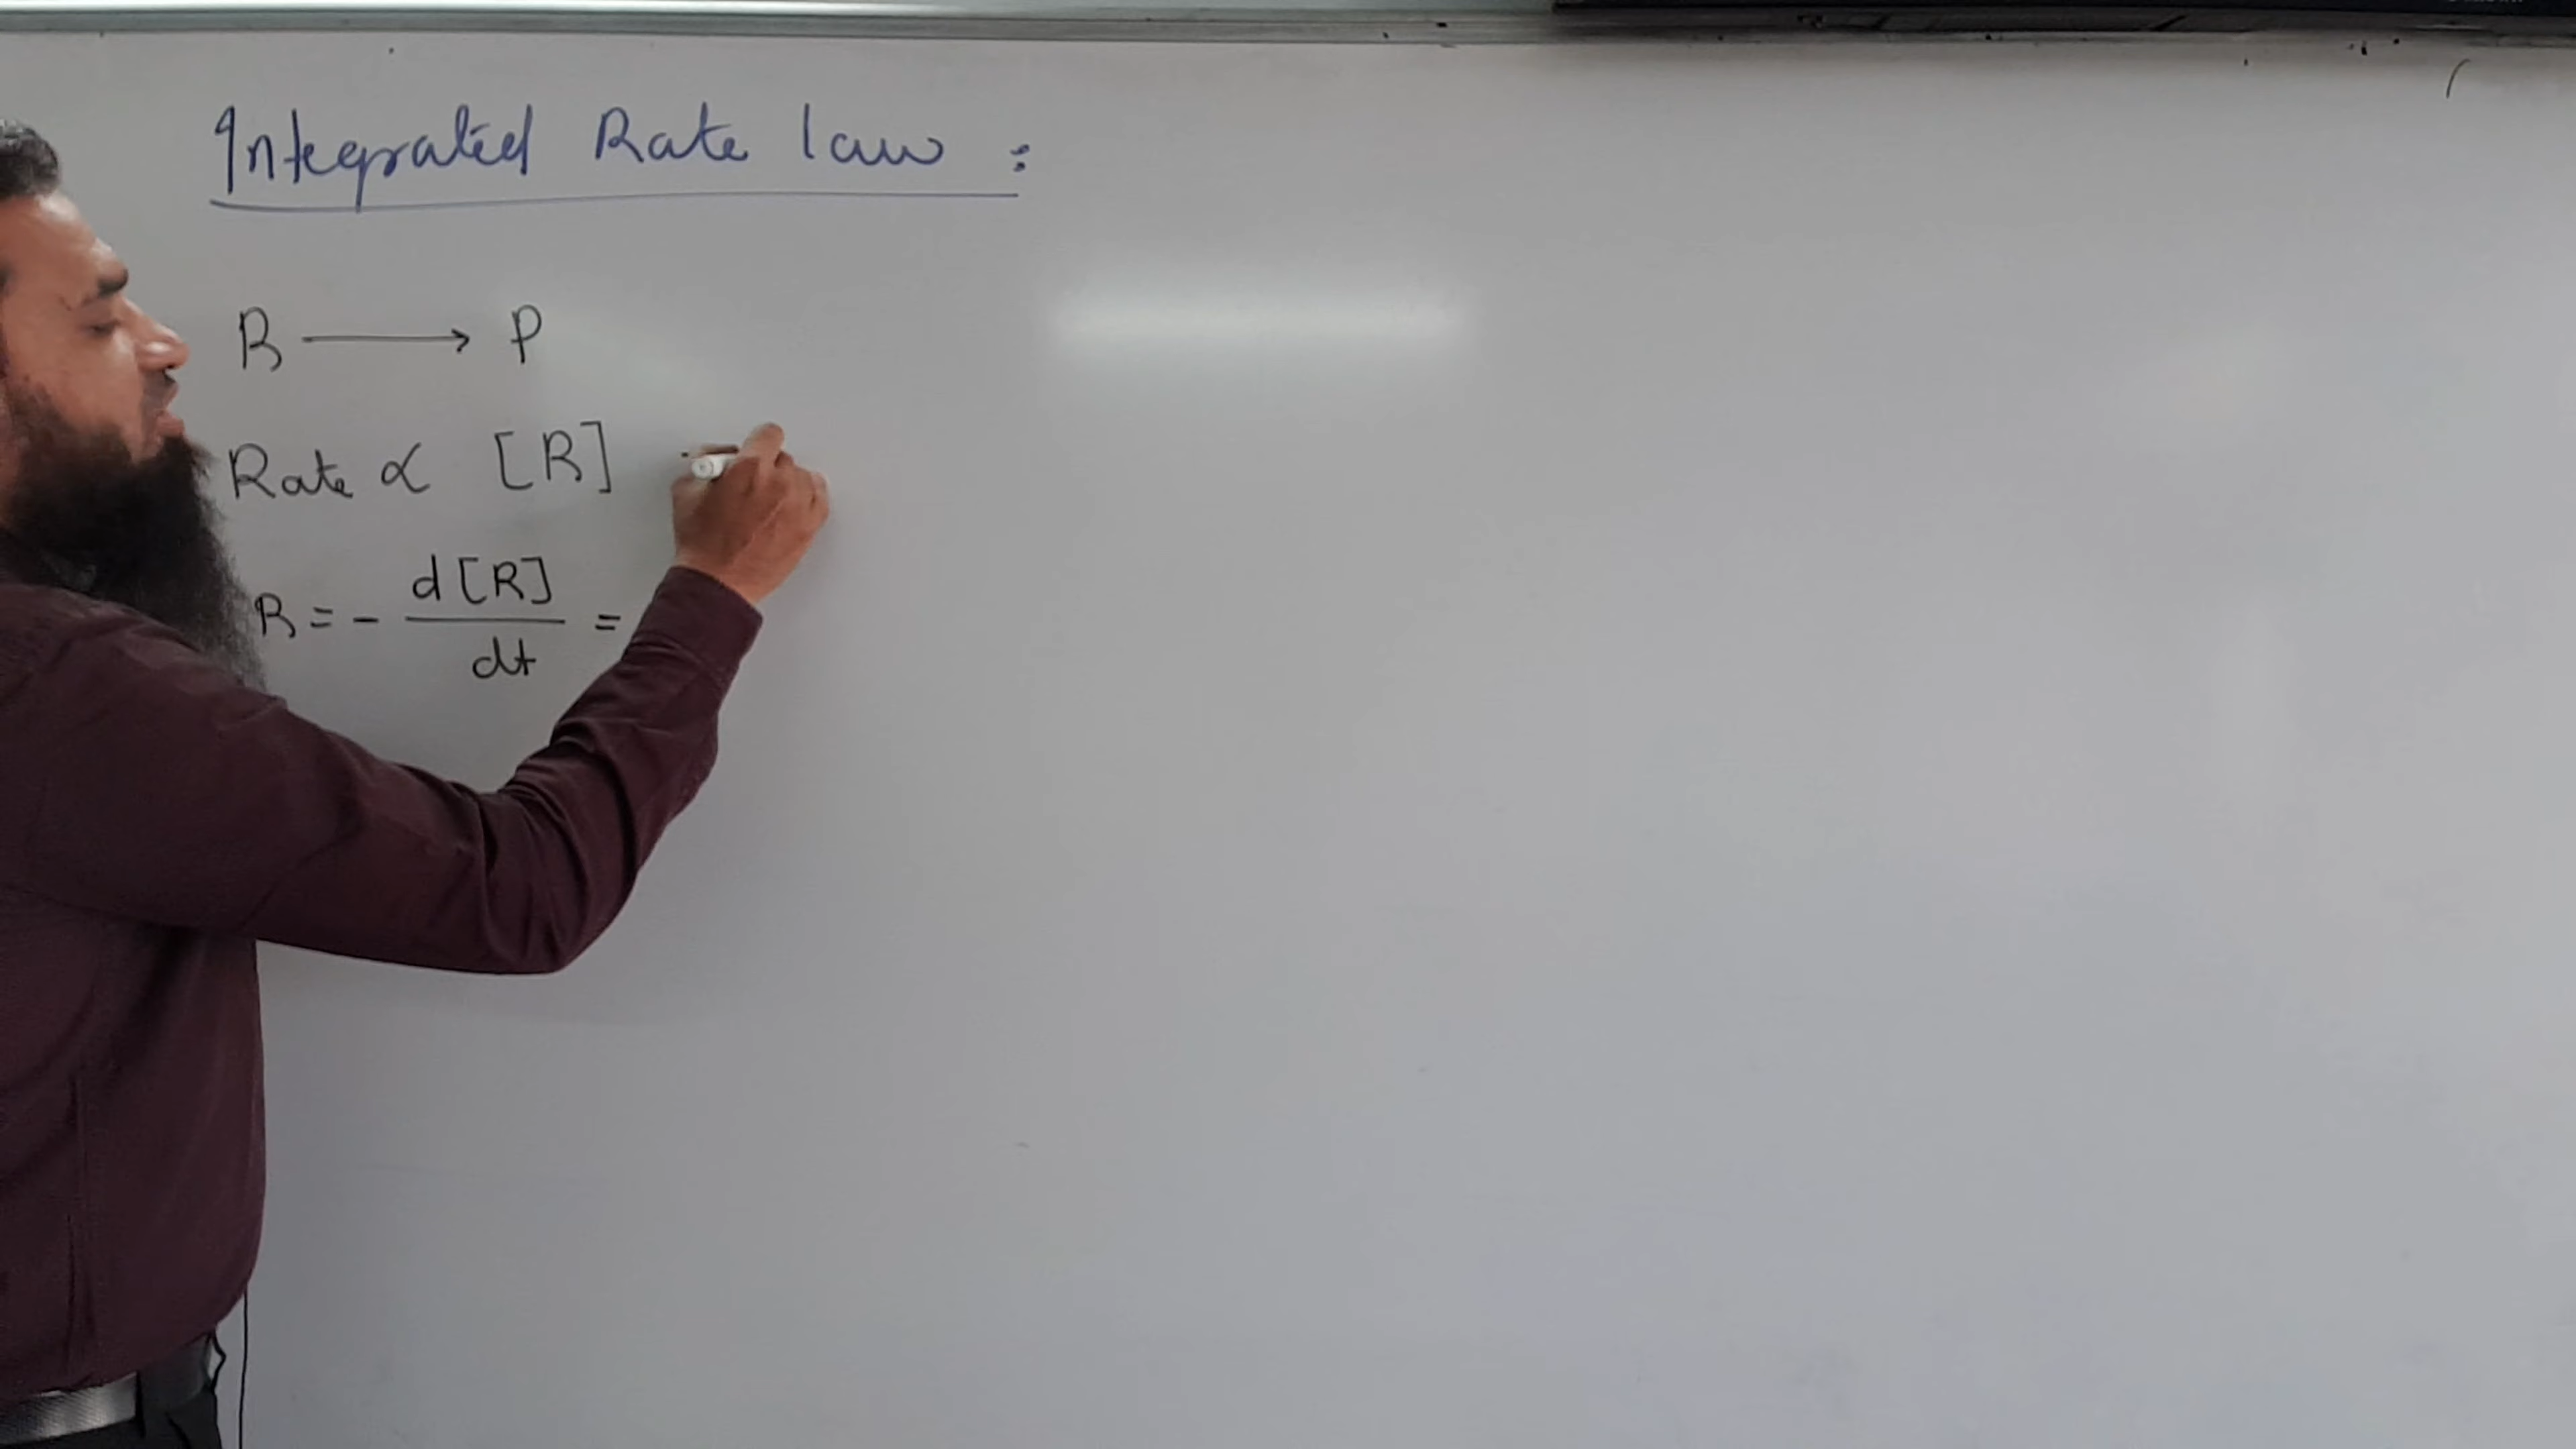 Integrated Rate law :
R ⟶ P
Rate ∝ [R]
R = - d[R]/dt =